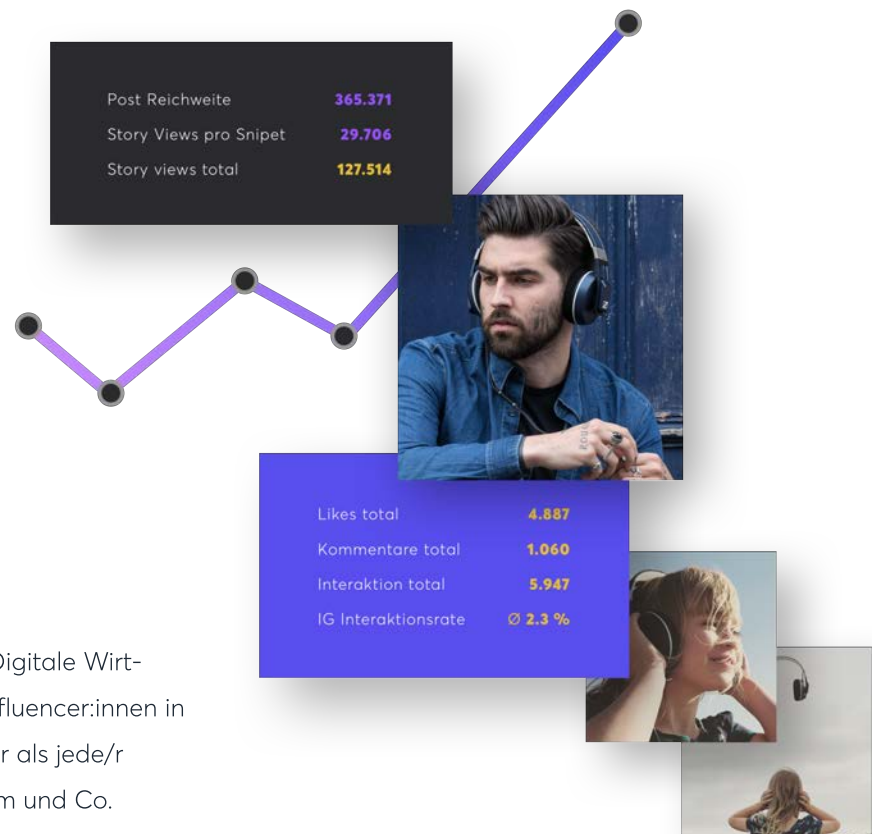 Post Reichweite 365.371
Story Views pro Snipet 29.706
Story views total 127.514
Likes total 4.887
Kommentare total 1.060
Interaktion total 5.947
IG Interaktionsrate Ø 2.3 %
Digitale Wirt-
fluencer:innen in
r als jede/r
m und Co.